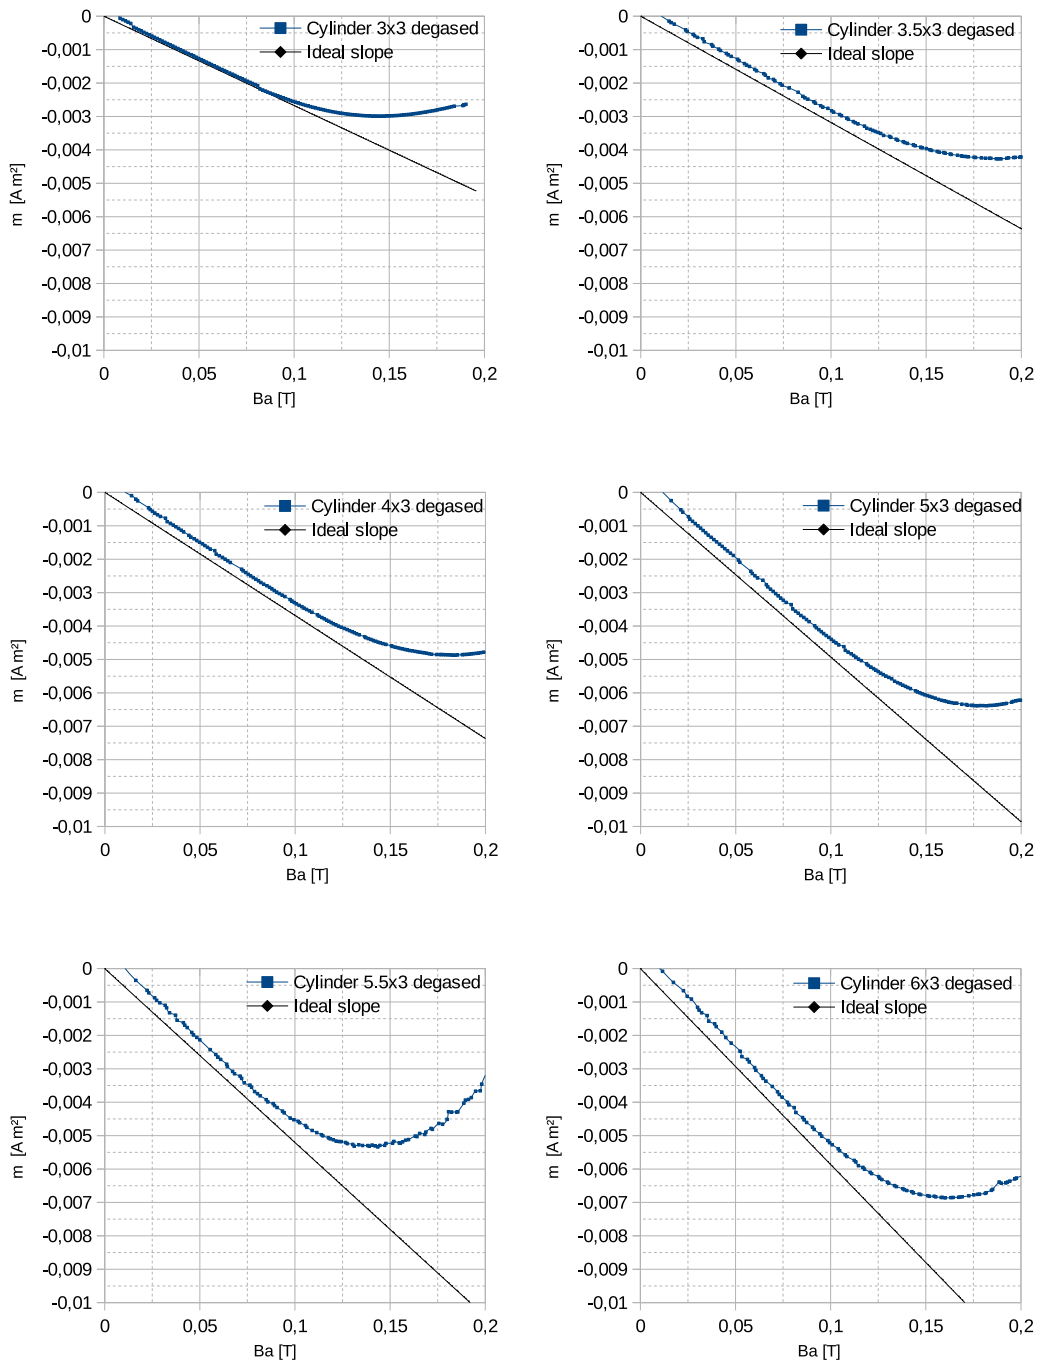 0
-0,001
-0,002
-0,003
-0,004
-0,005
-0,006
-0,007
-0,008
-0,009
-0,01
m [A m²]
Cylinder 3x3 degased
Ideal slope
0 0,05 0,1 0,15 0,2
Ba [T]
0
-0,001
-0,002
-0,003
-0,004
-0,005
-0,006
-0,007
-0,008
-0,009
-0,01
m [A m²]
Cylinder 3.5x3 degased
Ideal slope
0 0,05 0,1 0,15 0,2
Ba [T]
0
-0,001
-0,002
-0,003
-0,004
-0,005
-0,006
-0,007
-0,008
-0,009
-0,01
m [A m²]
Cylinder 4x3 degased
Ideal slope
0 0,05 0,1 0,15 0,2
Ba [T]
0
-0,001
-0,002
-0,003
-0,004
-0,005
-0,006
-0,007
-0,008
-0,009
-0,01
m [A m²]
Cylinder 5x3 degased
Ideal slope
0 0,05 0,1 0,15 0,2
Ba [T]
0
-0,001
-0,002
-0,003
-0,004
-0,005
-0,006
-0,007
-0,008
-0,009
-0,01
m [A m²]
Cylinder 5.5x3 degased
Ideal slope
0 0,05 0,1 0,15 0,2
Ba [T]
0
-0,001
-0,002
-0,003
-0,004
-0,005
-0,006
-0,007
-0,008
-0,009
-0,01
m [A m²]
Cylinder 6x3 degased
Ideal slope
0 0,05 0,1 0,15 0,2
Ba [T]